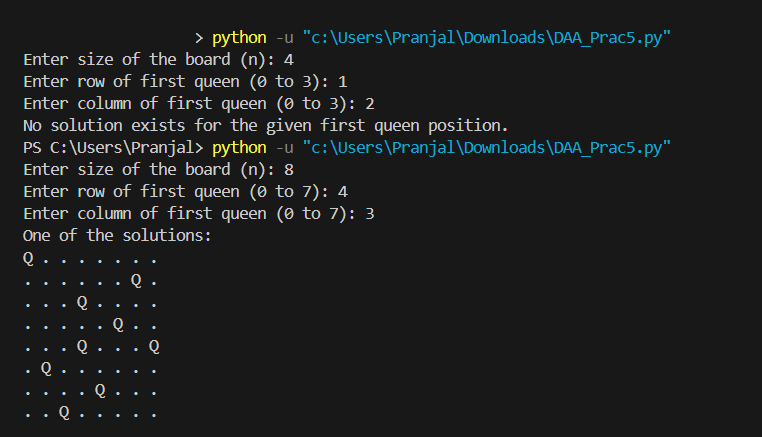 > python -u "c:\Users\Pranjal\Downloads\DAA_Prac5.py"
Enter size of the board (n): 4
Enter row of first queen (0 to 3): 1
Enter column of first queen (0 to 3): 2
No solution exists for the given first queen position.
PS C:\Users\Pranjal> python -u "c:\Users\Pranjal\Downloads\DAA_Prac5.py"
Enter size of the board (n): 8
Enter row of first queen (0 to 7): 4
Enter column of first queen (0 to 7): 3
One of the solutions:
Q . . . . . . .
. . . . . . Q .
. . . Q . . . .
. . . . . Q . .
. . . Q . . . Q
. Q . . . . . .
. . . . Q . . .
. . Q . . . . .